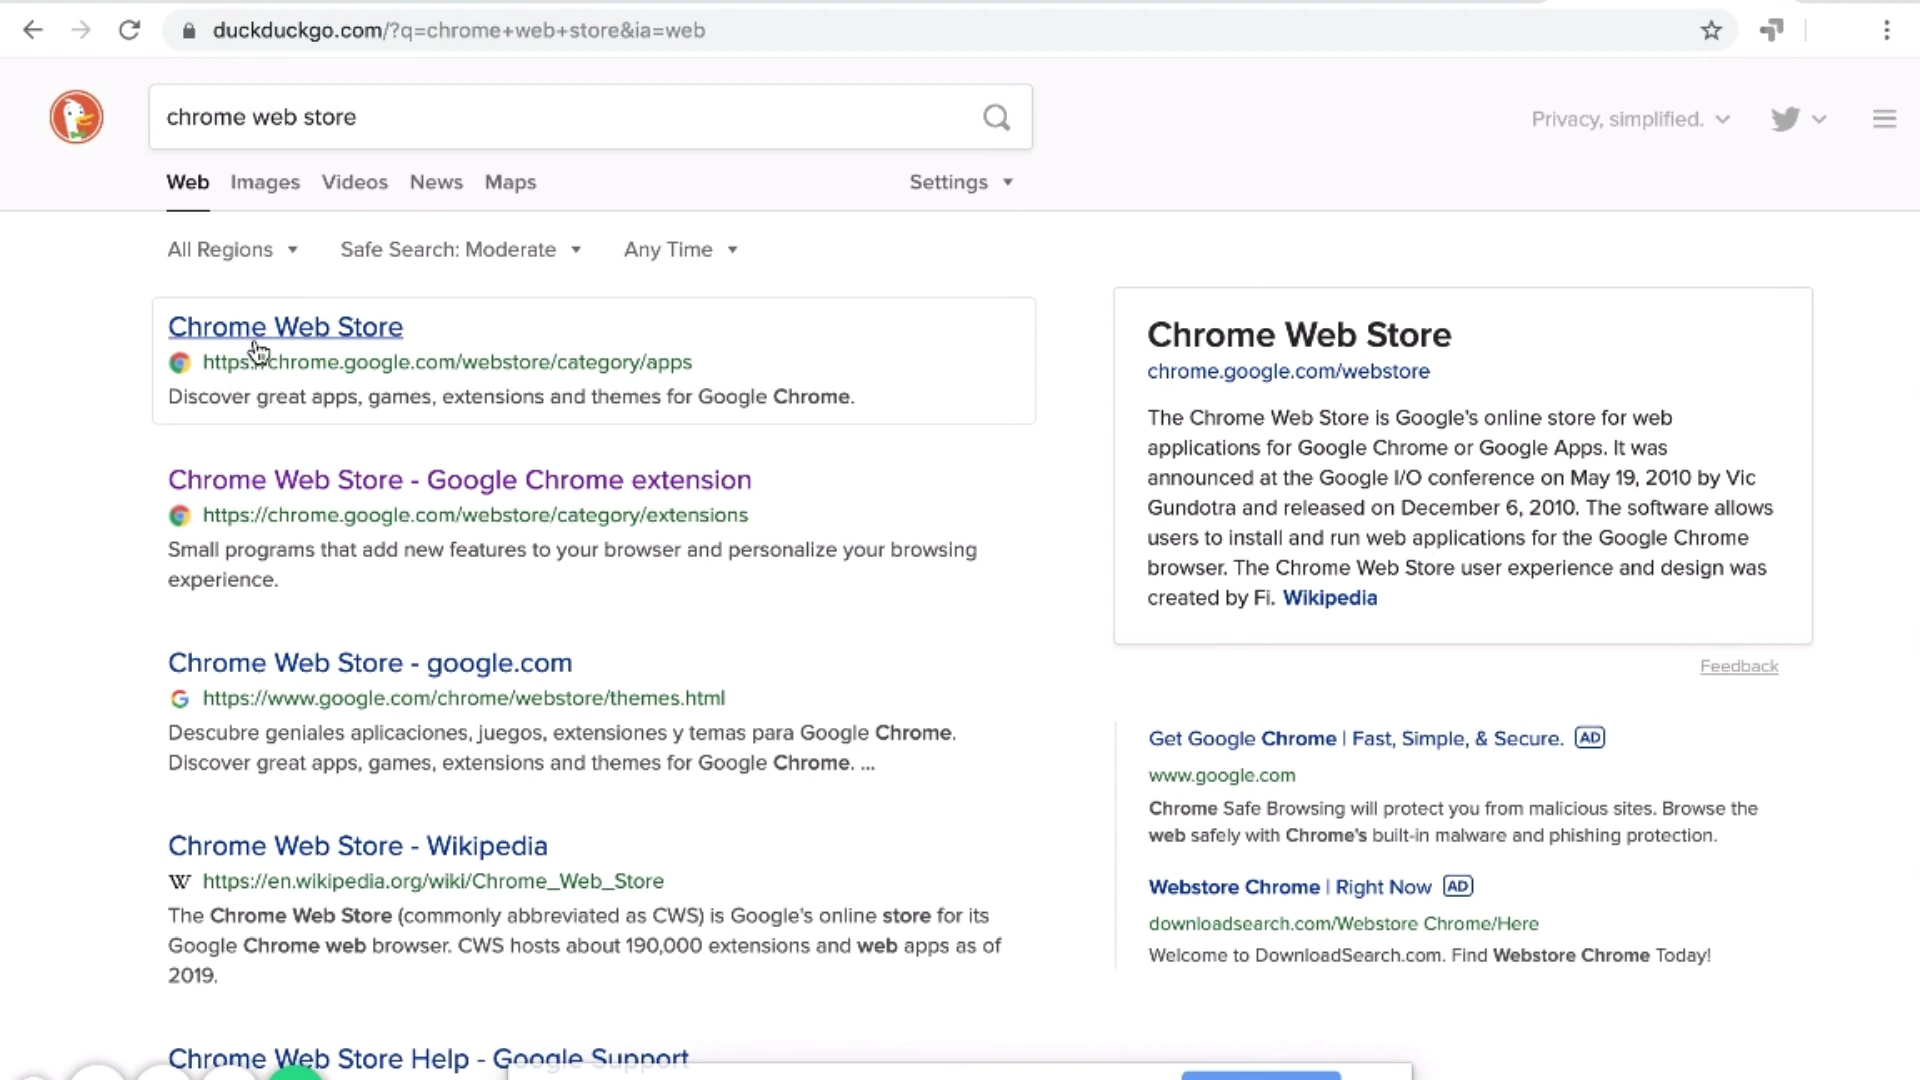 duckduckgo.com/?q=chrome+web+store&ia=web
chrome web store
Privacy, simplified.
Web Images Videos News Maps Settings
All Regions Safe Search: Moderate Any Time
Chrome Web Store
https://chrome.google.com/webstore/category/apps
Discover great apps, games, extensions and themes for Google Chrome.
Chrome Web Store - Google Chrome extension
https://chrome.google.com/webstore/category/extensions
Small programs that add new features to your browser and personalize your browsing
experience.
Chrome Web Store - google.com
https://www.google.com/chrome/webstore/themes.html
Descubre geniales aplicaciones, juegos, extensiones y temas para Google Chrome.
Discover great apps, games, extensions and themes for Google Chrome. ...
Chrome Web Store - Wikipedia
W https://en.wikipedia.org/wiki/Chrome_Web_Store
The Chrome Web Store (commonly abbreviated as CWS) is Google's online store for its
Google Chrome web browser. CWS hosts about 190,000 extensions and web apps as of
2019.
Chrome Web Store Help - Google Support
Chrome Web Store
chrome.google.com/webstore
The Chrome Web Store is Google's online store for web
applications for Google Chrome or Google Apps. It was
announced at the Google I/O conference on May 19, 2010 by Vic
Gundotra and released on December 6, 2010. The software allows
users to install and run web applications for the Google Chrome
browser. The Chrome Web Store user experience and design was
created by Fi. Wikipedia
Feedback
Get Google Chrome | Fast, Simple, & Secure. AD
www.google.com
Chrome Safe Browsing will protect you from malicious sites. Browse the
web safely with Chrome's built-in malware and phishing protection.
Webstore Chrome | Right Now AD
downloadsearch.com/Webstore Chrome/Here
Welcome to DownloadSearch.com. Find Webstore Chrome Today!